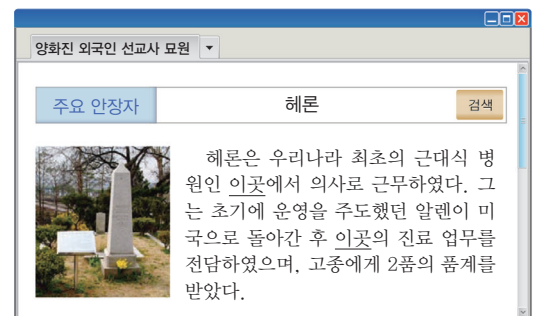 양화진 외국인 선교사 묘원
주요 안장자
헤론
검색
헤론은 우리나라 최초의 근대식 병
원인 이곳에서 의사로 근무하였다. 그
는 초기에 운영을 주도했던 알렌이 미
국으로 돌아간 후 이곳의 진료 업무를
전담하였으며, 고종에게 2품의 품계를
받았다.